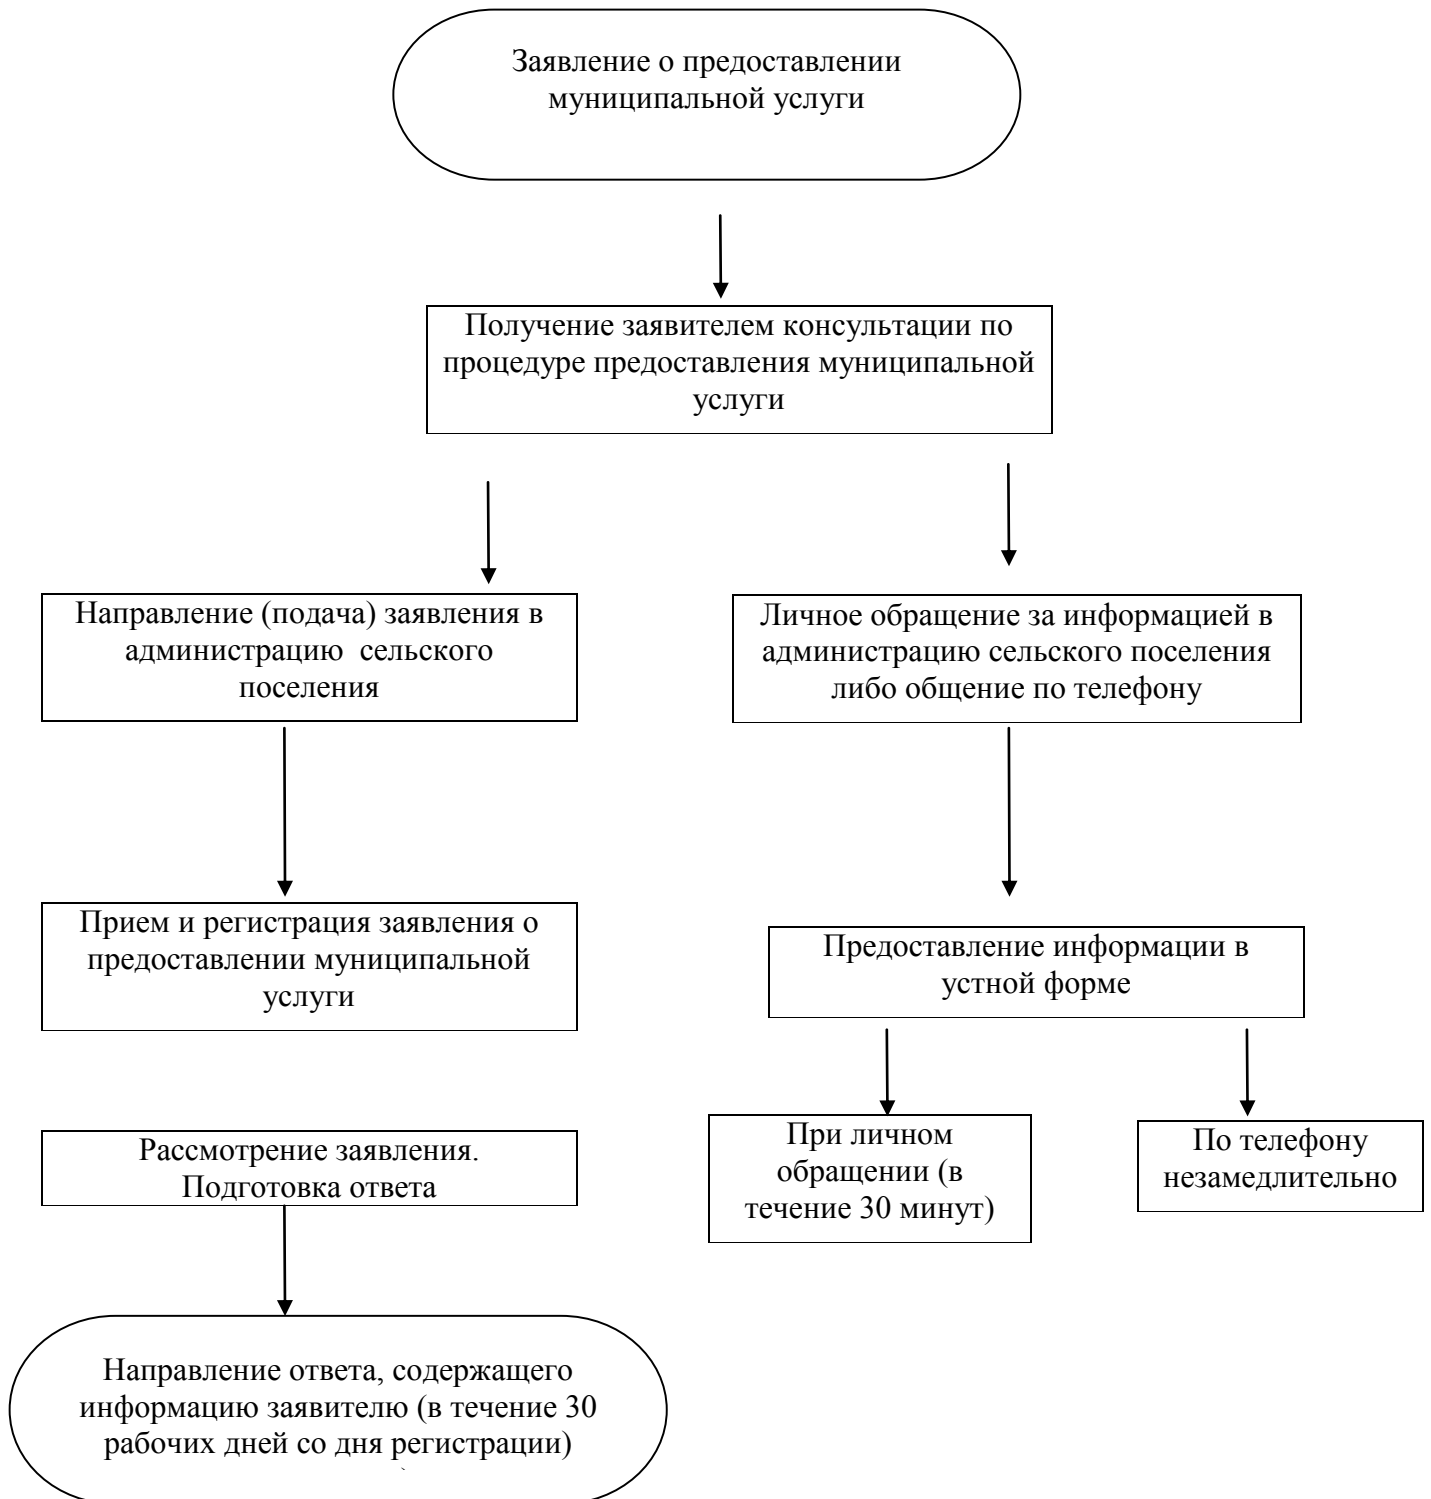 Заявление о предоставлении
муниципальной услуги
Получение заявителем консультации по
процедуре предоставления муниципальной
услуги
Направление (подача) заявления в
администрацию  сельского
поселения
Личное обращение за информацией в
администрацию сельского поселения
либо общение по телефону
Прием и регистрация заявления о
предоставлении муниципальной
услуги
Предоставление информации в
устной форме
Рассмотрение заявления.
Подготовка ответа
При личном
обращении (в
течение 30 минут)
По телефону
незамедлительно
Направление ответа, содержащего
информацию заявителю (в течение 30
рабочих дней со дня регистрации)